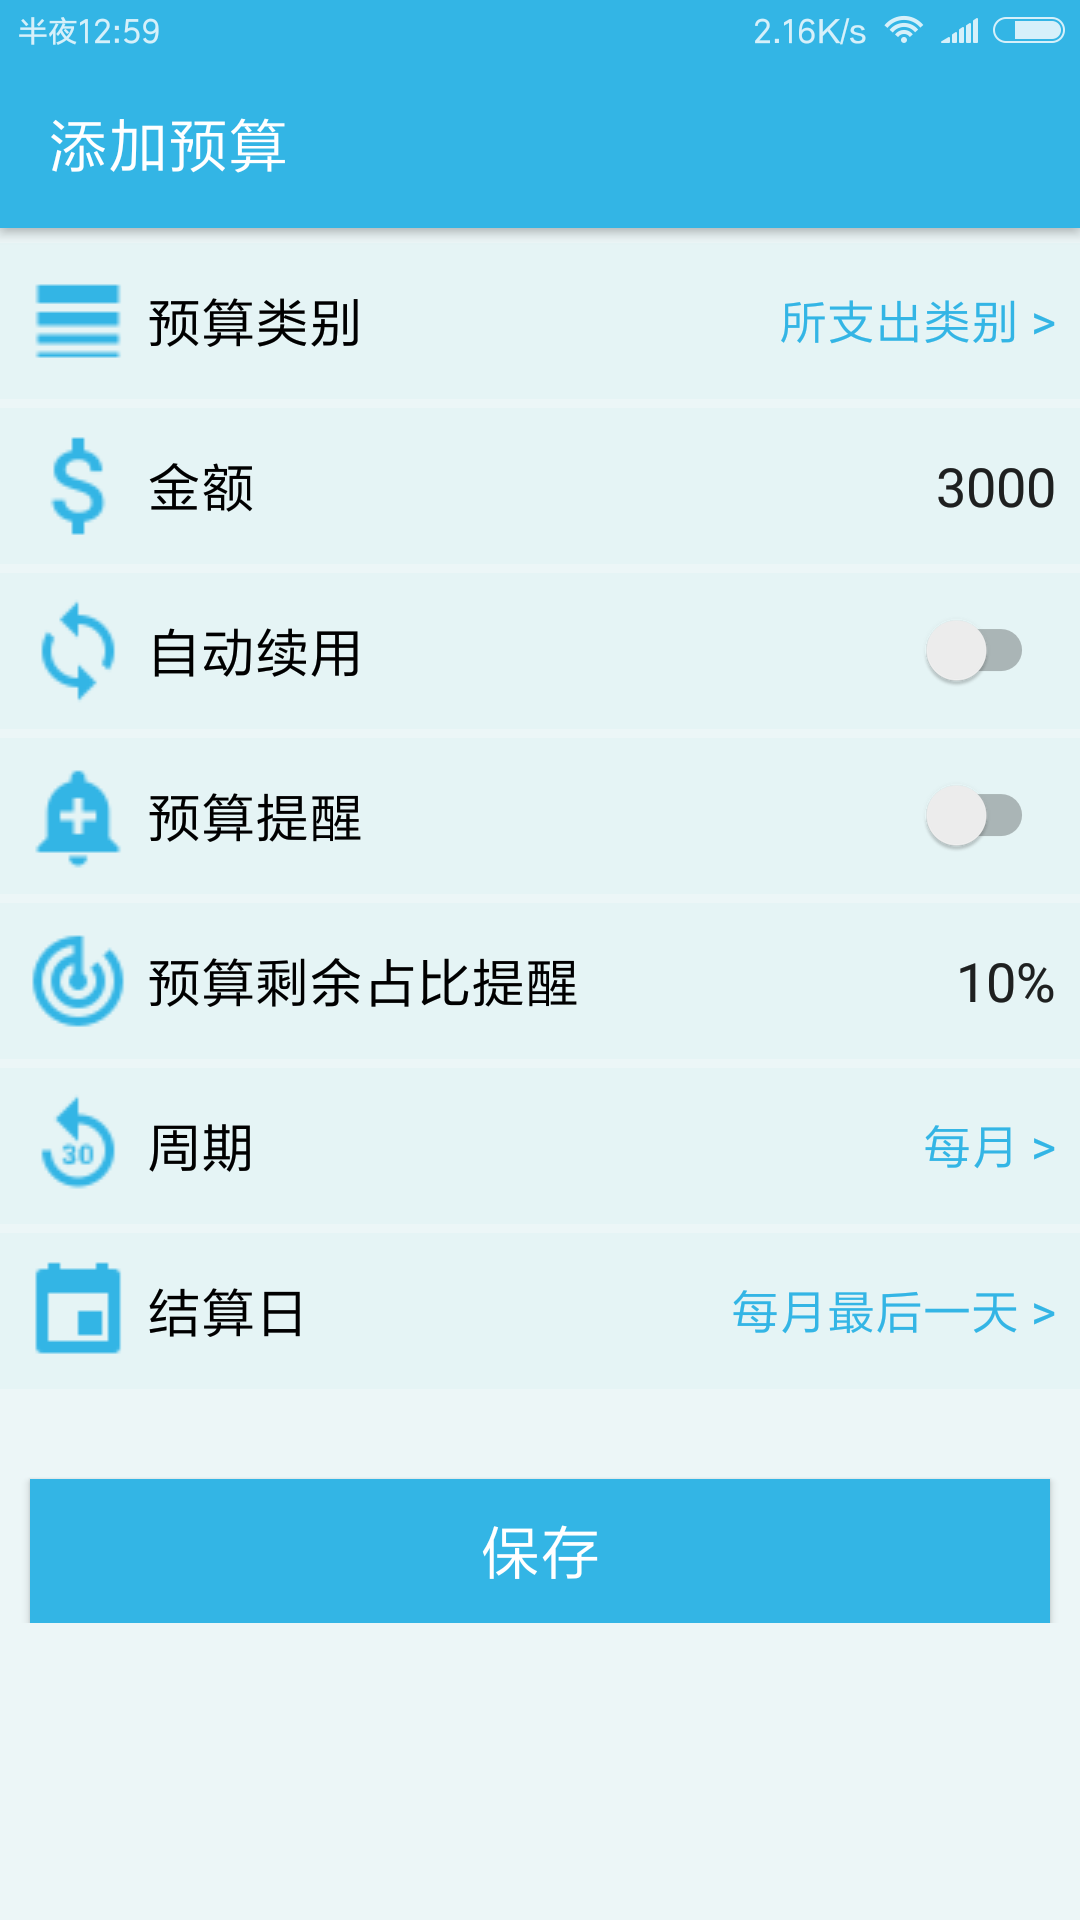 半夜12:59 2.16K/s
添加预算
预算类别 所支出类别 >
金额 3000
自动续用
预算提醒
预算剩余占比提醒 10%
30 周期 每月 >
结算日 每月最后一天 >
保存